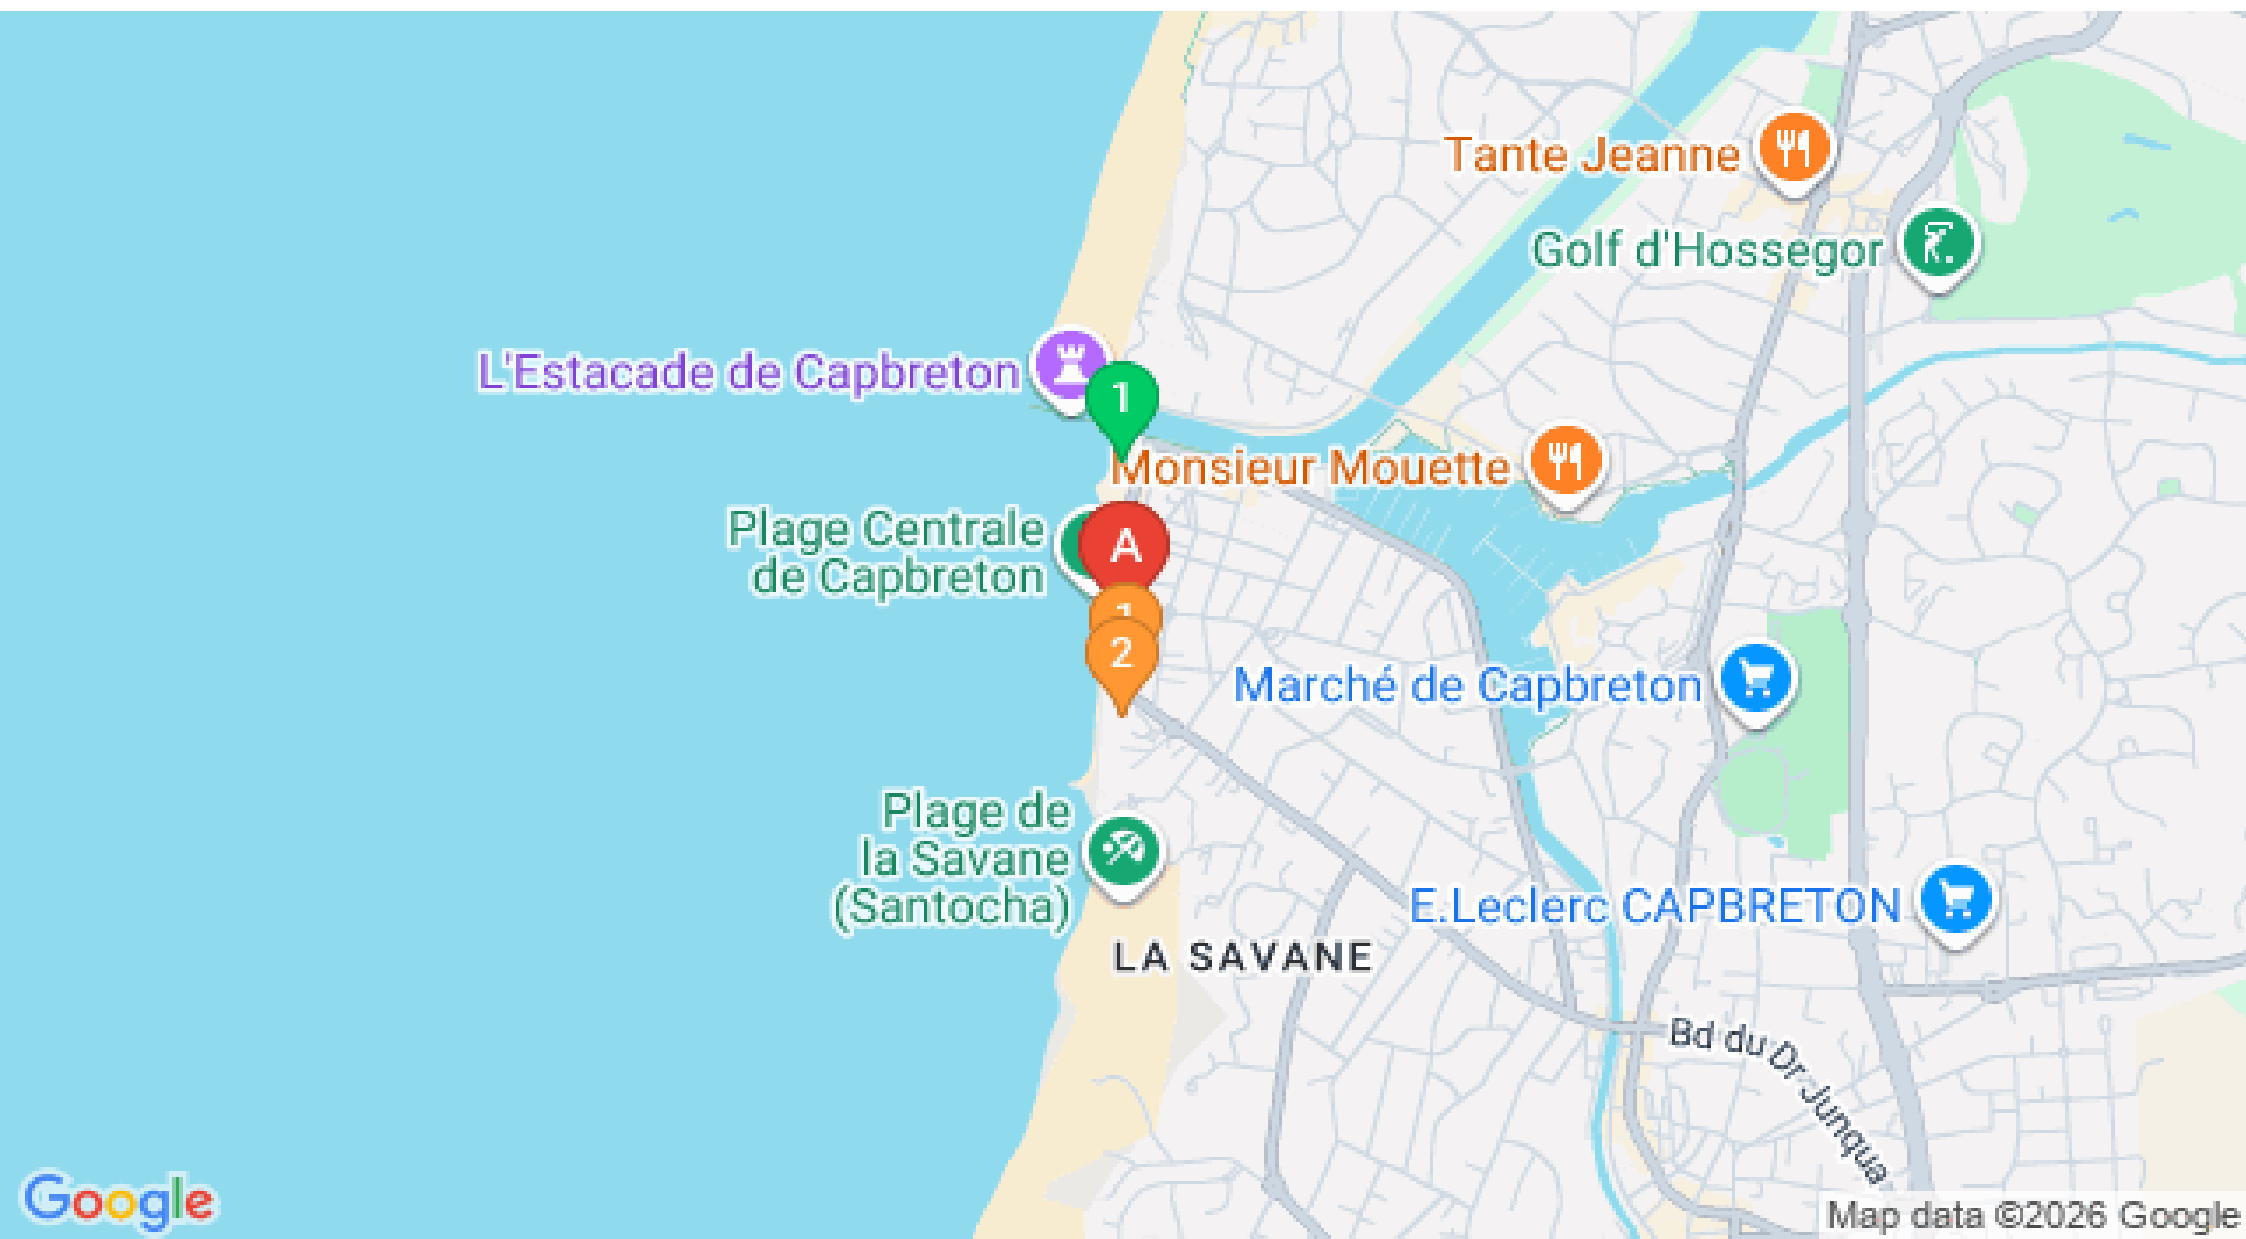 Tante Jeanne
Golf d'Hossegor
L'Estacade de Capbreton
1
Monsieur Mouette
Plage Centrale
de Capbreton
A
1
2
Marché de Capbreton
Plage de
la Savane
(Santocha)
E.Leclerc CAPBRETON
LA SAVANE
Bd du Dr Junqua
Google
Map data ©2026 Google